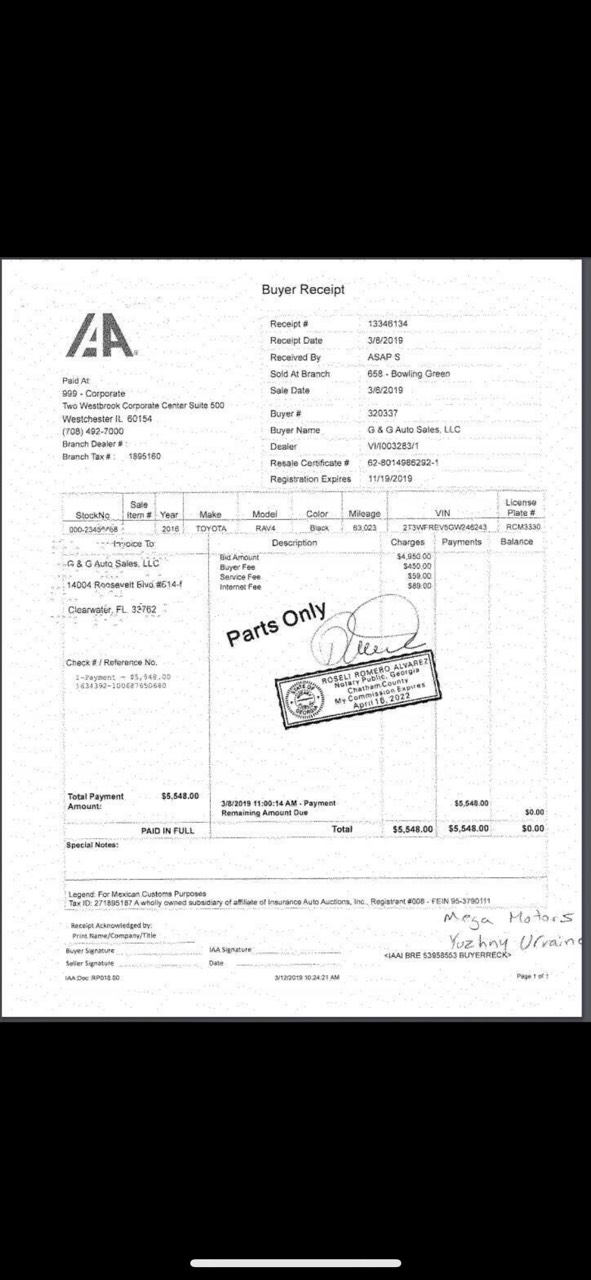 Buyer Receipt
IAA
Receipt # 13346134
Receipt Date 3/8/2019
Received By ASAP S
Sold At Branch 658 - Bowling Green
Sale Date 3/6/2019
Buyer # 320337
Buyer Name G & G Auto Sales, LLC
Dealer VI/I003283/1
Resale Certificate # 62-8014986292-1
Registration Expires 11/19/2019
Paid At
999 - Corporate
Two Westbrook Corporate Center Suite 500
Westchester IL 60154
(708) 492-7000
Branch Dealer # :
Branch Tax # : 1895160
StockNo Sale Item # Year Make Model Color Mileage VIN License Plate #
2016 TOYOTA RAV4 Black 63,023 2T3WFREV5GW246243 RCM3330
Invoice To Description Charges Payments Balance
G & G Auto Sales, LLC
14004 Roosevelt Blvd #614-f
Clearwater, FL 33762
Bid Amount $4,950.00
Buyer Fee $450.00
Service Fee $59.00
Internet Fee $89.00
Parts Only
ROSELI ROMERO ALVAREZ
Notary Public, Georgia
Chatham County
My Commission Expires
April 16, 2022
Check # / Reference No.
1-Payment - $5,548.00
1634392-100687650680
Total Payment Amount: $5,548.00
3/8/2019 11:00:14 AM - Payment $5,548.00
Remaining Amount Due $0.00
PAID IN FULL Total $5,548.00 $5,548.00 $0.00
Special Notes:
Legend: For Mexican Customs Purposes
Tax ID: 271895187 A wholly owned subsidiary of affiliate of Insurance Auto Auctions, Inc., Registrant #008 - FEIN 95-3790111
Mega Motors
Yuzhny Urvaine
Receipt Acknowledged by:
Print Name/Company/Title
Buyer Signature IAA Signature
Seller Signature Date
<IAAI BRE 53958553 BUYERRECK>
IAA Doc: RP018.00 3/12/2019 10:24:21 AM Page 1 of 1